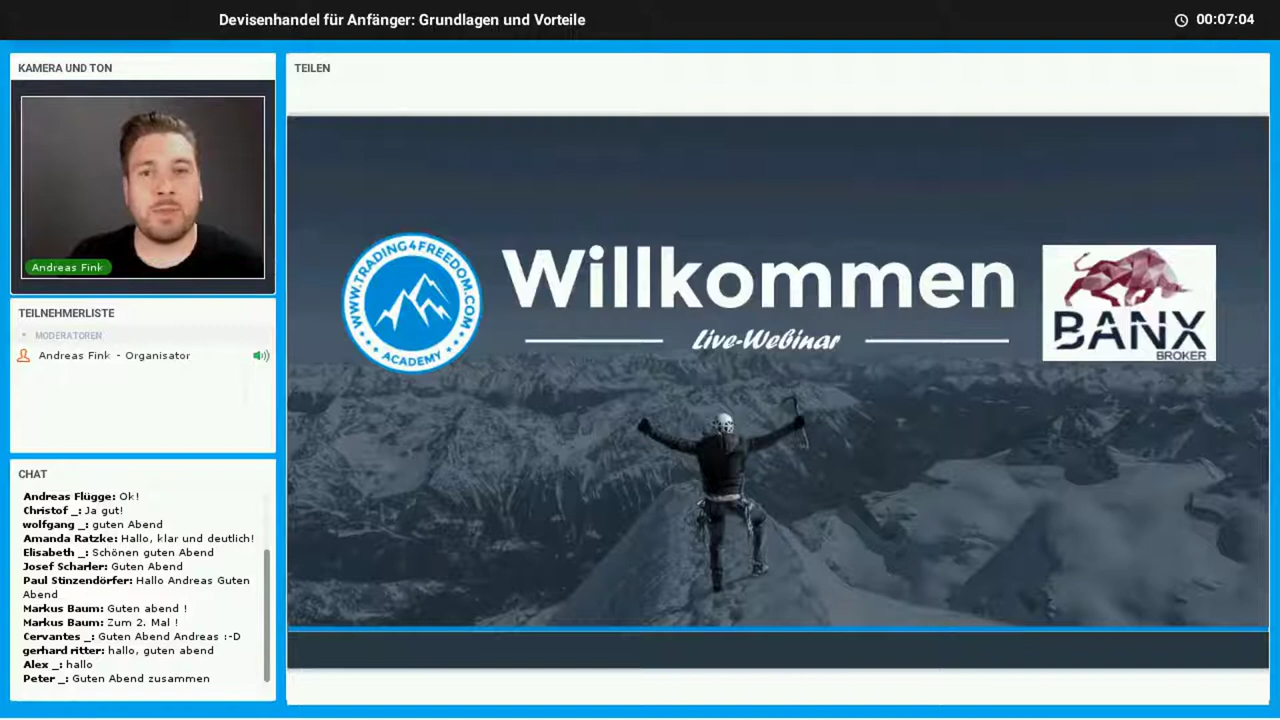 Devisenhandel für Anfänger: Grundlagen und Vorteile
00:07:04
KAMERA UND TON
Andreas Fink
TEILNEHMERLISTE
MODERATOREN
Andreas Fink - Organisator
CHAT
Andreas Flügge: Ok!
Christof _: Ja gut!
wolfgang _: guten Abend
Amanda Ratzke: Hallo, klar und deutlich!
Elisabeth _: Schönen guten Abend
Josef Scharler: Guten Abend
Paul Stinzendörfer: Hallo Andreas Guten
Abend
Markus Baum: Guten abend !
Markus Baum: Zum 2. Mal !
Cervantes _: Guten Abend Andreas :-D
gerhard ritter: hallo, guten abend
Alex _: hallo
Peter _: Guten Abend zusammen
TEILEN
WWW.TRADING4FREEDOM.COM
ACADEMY
Willkommen
Live-Webinar
BANX
BROKER